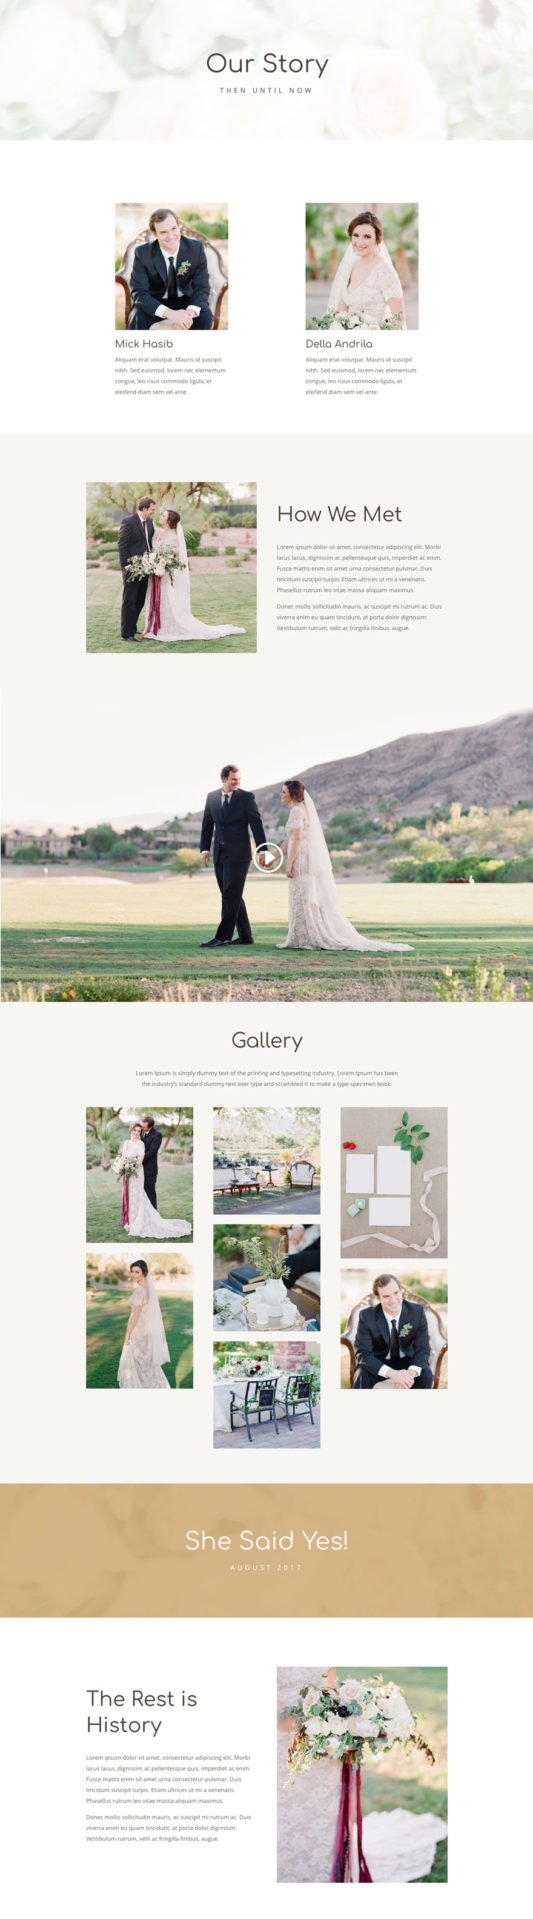 Our Story
THEN UNTIL NOW
Mick Hasib
Aliquam erat volutpat. Mauris id suscipit
nibh. Sed euismod, lorem nec elementum
congue, leo risus commodo ligula, et
eleifend diam sem vel ante.
Della Andrila
Aliquam erat volutpat. Mauris id suscipit
nibh. Sed euismod, lorem nec elementum
congue, leo risus commodo ligula, et
eleifend diam sem vel ante.
How We Met
Lorem ipsum dolor sit amet, consectetur adipiscing elit. Morbi
lacus lacus, dignissim ac pellentesque quis, imperdiet ac enim.
Fusce mattis enim sit amet urna consectetur pulvinar. Duis
tincidunt suscipit turpis. Etiam ultrices ut mi a venenatis.
Phasellus rutrum leo vitae massa aliquam maximus.
Donec mollis sollicitudin mauris, ac suscipit mi rutrum ac. Duis
viverra enim eu quam tincidunt, at porta dolor dignissim.
Vestibulum rutrum, velit ac fringilla finibus, augue.
Gallery
Lorem Ipsum is simply dummy text of the printing and typesetting industry. Lorem Ipsum has been
the industry's standard dummy text ever type and scrambled it to make a type specimen book.
She Said Yes!
AUGUST 2017
The Rest is
History
Lorem ipsum dolor sit amet, consectetur adipiscing elit. Morbi
lacus lacus, dignissim ac pellentesque quis, imperdiet ac enim.
Fusce mattis enim sit amet urna consectetur pulvinar. Duis
tincidunt suscipit turpis. Etiam ultrices ut mi a venenatis.
Phasellus rutrum leo vitae massa aliquam maximus.
Donec mollis sollicitudin mauris, ac suscipit mi rutrum ac. Duis
viverra enim eu quam tincidunt, at porta dolor dignissim.
Vestibulum rutrum, velit ac fringilla finibus, augue.